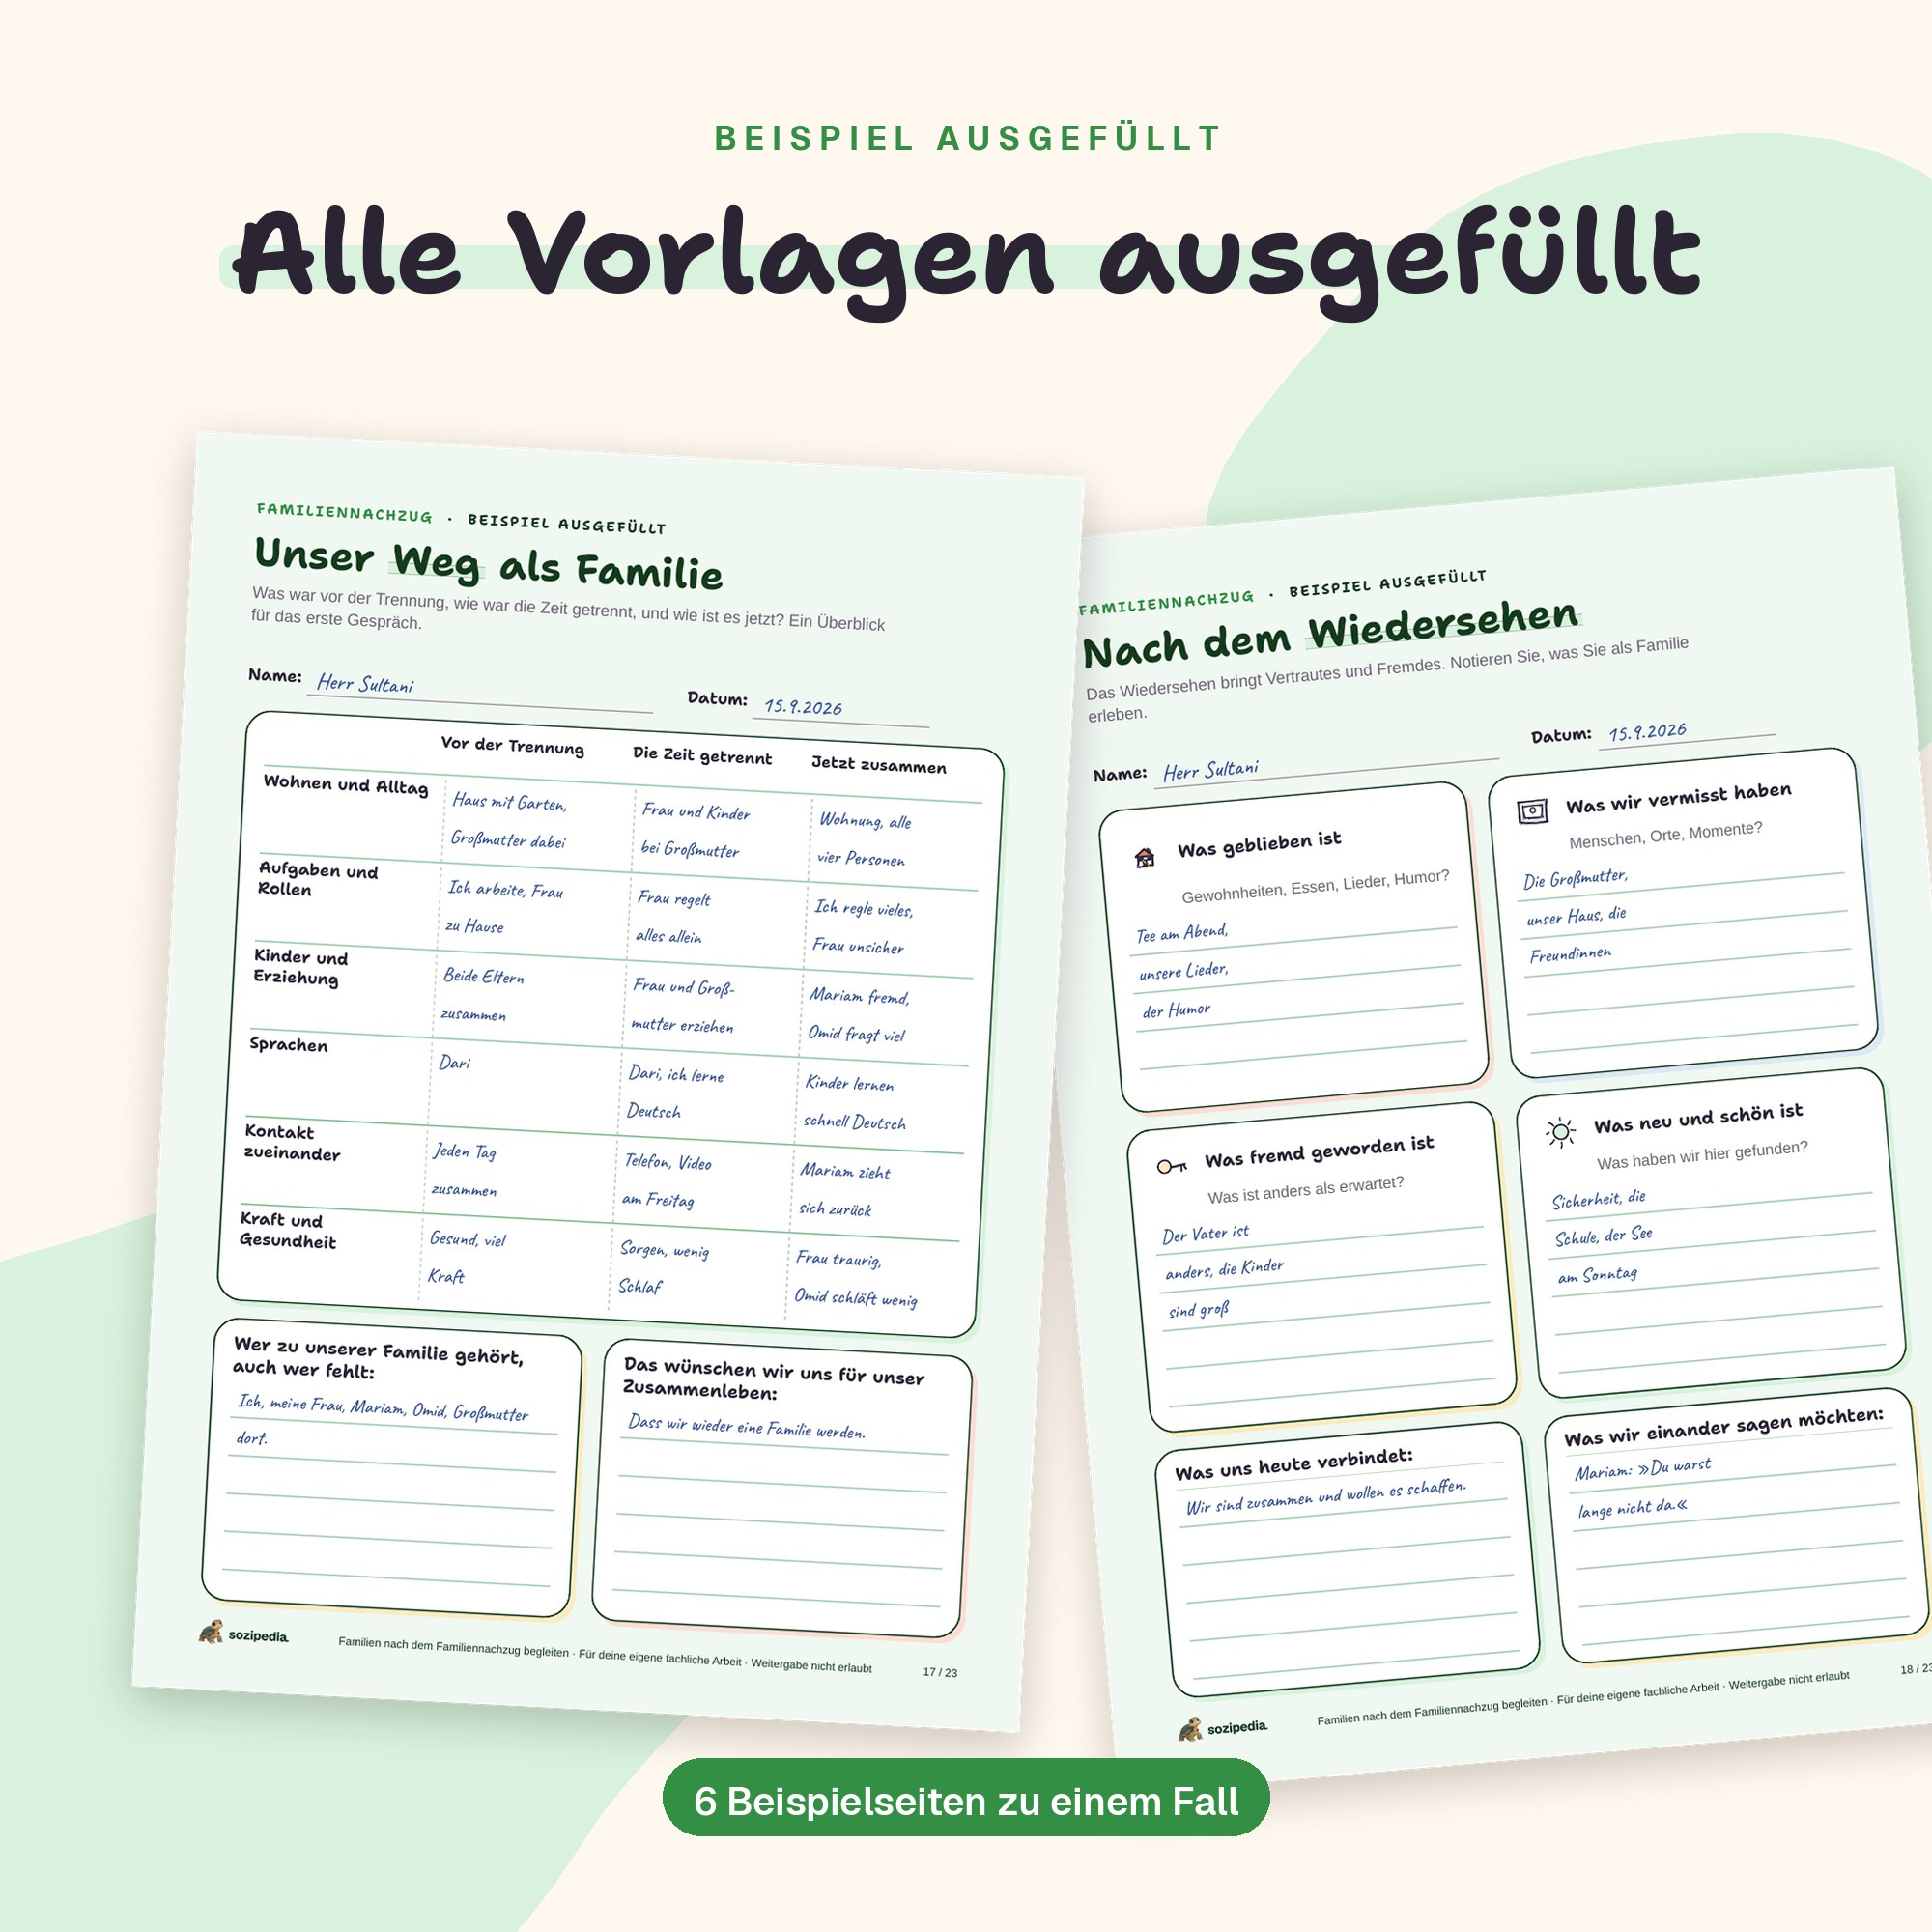 BEISPIEL AUSGEFÜLLT
Alle Vorlagen ausgefüllt
FAMILIENNACHZUG · BEISPIEL AUSGEFÜLLT
Unser Weg als Familie
Was war vor der Trennung, wie war die Zeit getrennt, und wie ist es jetzt? Ein Überblick
für das erste Gespräch.
Name: Herr Sultani Datum: 15.9.2026
Vor der Trennung Die Zeit getrennt Jetzt zusammen
Wohnen und Alltag
Haus mit Garten,
Großmutter dabei
Frau und Kinder
bei Großmutter
Wohnung, alle
vier Personen
Aufgaben und
Rollen
Ich arbeite, Frau
zu Hause
Frau regelt
alles allein
Ich regle vieles,
Frau unsicher
Kinder und
Erziehung
Beide Eltern
zusammen
Frau und Groß-
mutter erziehen
Mariam fremd,
Omid fragt viel
Sprachen
Dari
Dari, ich lerne
Deutsch
Kinder lernen
schnell Deutsch
Kontakt
zueinander
Jeden Tag
zusammen
Telefon, Video
am Freitag
Mariam zieht
sich zurück
Kraft und
Gesundheit
Gesund, viel
Kraft
Sorgen, wenig
Schlaf
Frau traurig,
Omid schläft wenig
Wer zu unserer Familie gehört,
auch wer fehlt:
Ich, meine Frau, Mariam, Omid, Großmutter
dort.
Das wünschen wir uns für unser
Zusammenleben:
Dass wir wieder eine Familie werden.
sozipedia. Familien nach dem Familiennachzug begleiten · Für deine eigene fachliche Arbeit · Weitergabe nicht erlaubt 17 / 23
FAMILIENNACHZUG · BEISPIEL AUSGEFÜLLT
Nach dem Wiedersehen
Das Wiedersehen bringt Vertrautes und Fremdes. Notieren Sie, was Sie als Familie
erleben.
Name: Herr Sultani Datum: 15.9.2026
Was geblieben ist
Gewohnheiten, Essen, Lieder, Humor?
Tee am Abend,
unsere Lieder,
der Humor
Was wir vermisst haben
Menschen, Orte, Momente?
Die Großmutter,
unser Haus, die
Freundinnen
Was fremd geworden ist
Was ist anders als erwartet?
Der Vater ist
anders, die Kinder
sind groß
Was neu und schön ist
Was haben wir hier gefunden?
Sicherheit, die
Schule, der See
am Sonntag
Was uns heute verbindet:
Wir sind zusammen und wollen es schaffen.
Was wir einander sagen möchten:
Mariam: »Du warst
lange nicht da.«
sozipedia. Familien nach dem Familiennachzug begleiten · Für deine eigene fachliche Arbeit · Weitergabe nicht erlaubt 18 / 23
6 Beispielseiten zu einem Fall